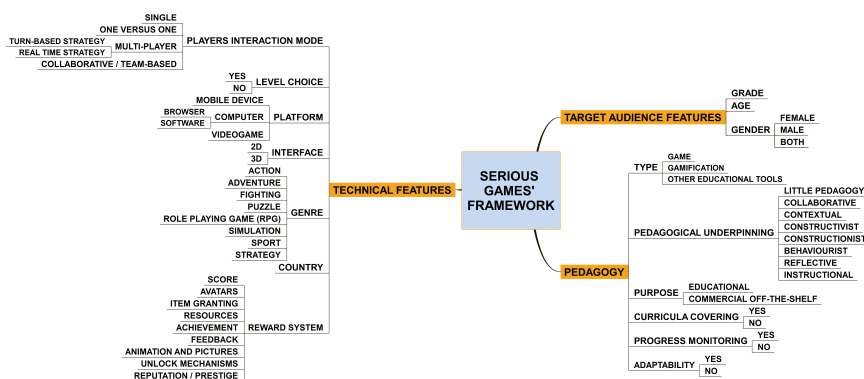 SINGLE
ONE VERSUS ONE
TURN-BASED STRATEGY
REAL TIME STRATEGY
MULTI-PLAYER
COLLABORATIVE / TEAM-BASED
PLAYERS INTERACTION MODE
YES
NO
LEVEL CHOICE
MOBILE DEVICE
BROWSER
SOFTWARE
COMPUTER
VIDEOGAME
PLATFORM
2D
3D
INTERFACE
ACTION
ADVENTURE
FIGHTING
PUZZLE
ROLE PLAYING GAME (RPG)
SIMULATION
SPORT
STRATEGY
GENRE
COUNTRY
SCORE
AVATARS
ITEM GRANTING
RESOURCES
ACHIEVEMENT
FEEDBACK
ANIMATION AND PICTURES
UNLOCK MECHANISMS
REPUTATION / PRESTIGE
REWARD SYSTEM
TECHNICAL FEATURES
SERIOUS
GAMES'
FRAMEWORK
TARGET AUDIENCE FEATURES
GRADE
AGE
GENDER
FEMALE
MALE
BOTH
PEDAGOGY
TYPE
GAME
GAMIFICATION
OTHER EDUCATIONAL TOOLS
PEDAGOGICAL UNDERPINNING
LITTLE PEDAGOGY
COLLABORATIVE
CONTEXTUAL
CONSTRUCTIVIST
CONSTRUCTIONIST
BEHAVIOURIST
REFLECTIVE
INSTRUCTIONAL
PURPOSE
EDUCATIONAL
COMMERCIAL OFF-THE-SHELF
CURRICULA COVERING
YES
NO
PROGRESS MONITORING
YES
NO
ADAPTABILITY
YES
NO